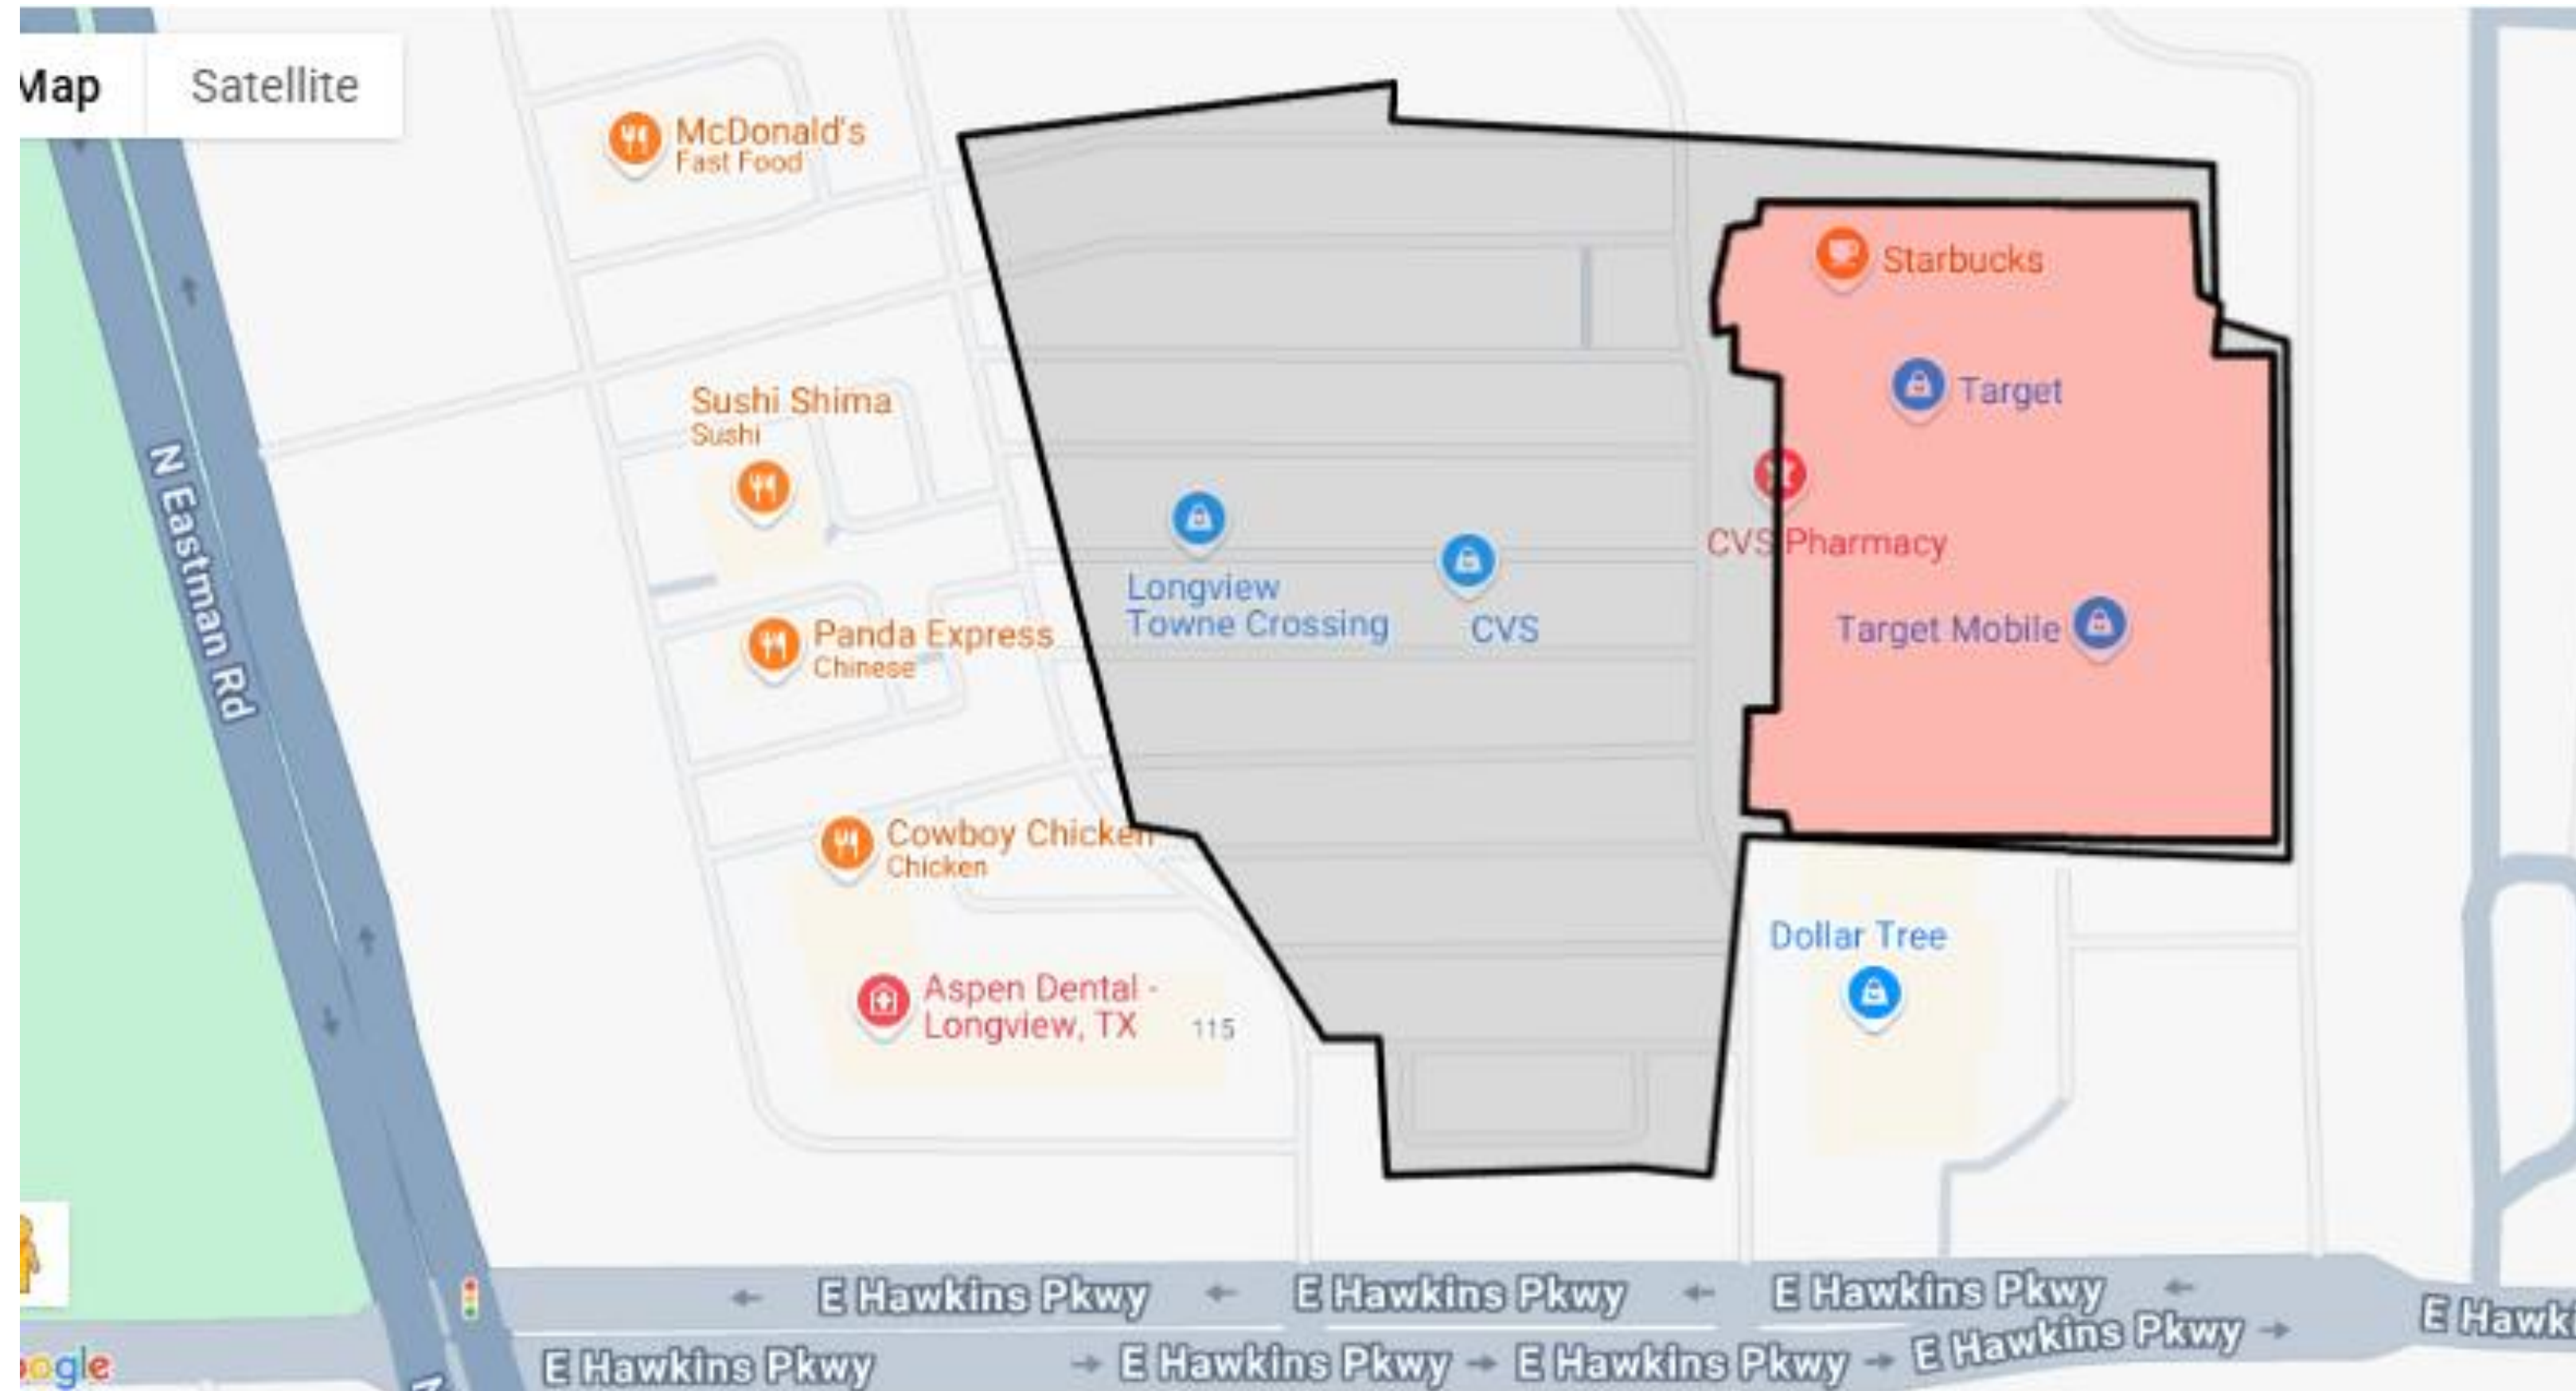 Map
Satellite
McDonald's
Fast Food
Starbucks
Target
Sushi Shima
Sushi
N Eastman Rd
CVS Pharmacy
Longview
Towne Crossing
CVS
Target Mobile
Panda Express
Chinese
Cowboy Chicken
Chicken
Dollar Tree
Aspen Dental -
Longview, TX
115
E Hawkins Pkwy
E Hawkins Pkwy
E Hawkins Pkwy
E Hawki
E Hawkins Pkwy
E Hawkins Pkwy
E Hawkins Pkwy
E Hawkins Pkwy
ogle
N